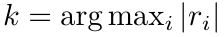 k = arg max_i |r_i|